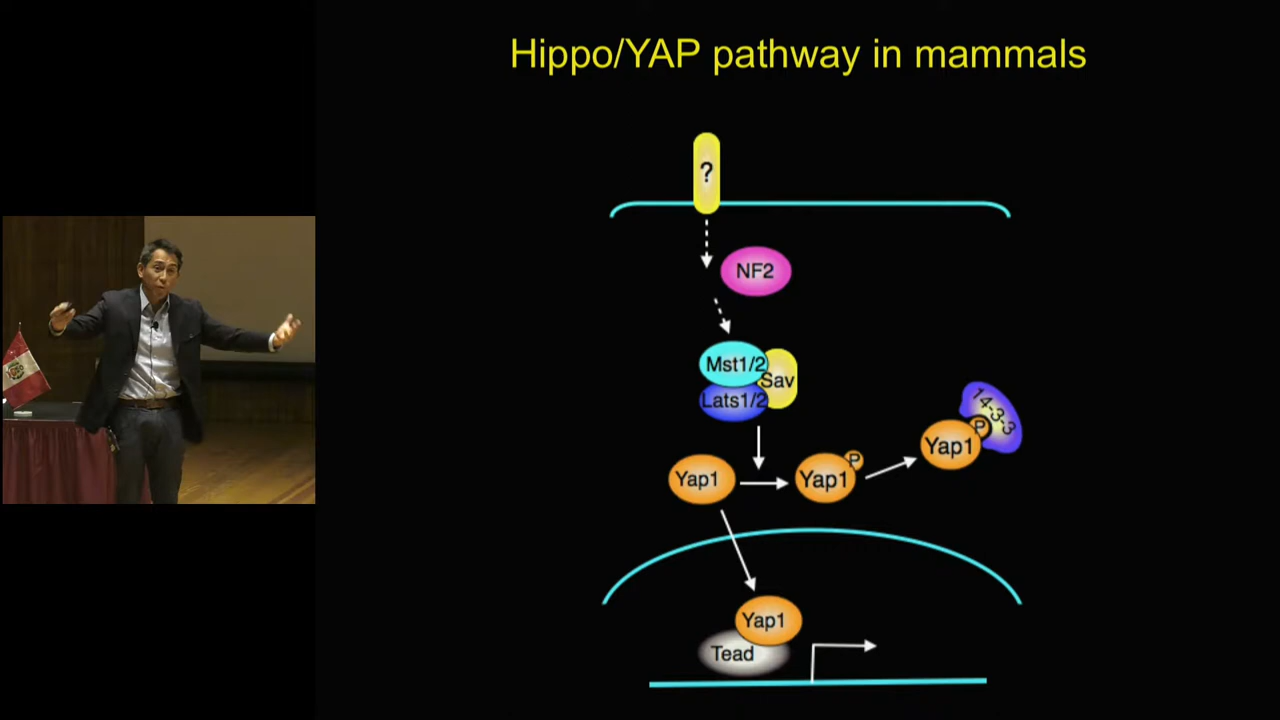 Hippo/YAP pathway in mammals
?
NF2
Mst1/2
Sav
Lats1/2
14-3-3
P
Yap1
P
Yap1
Yap1
Yap1
Tead